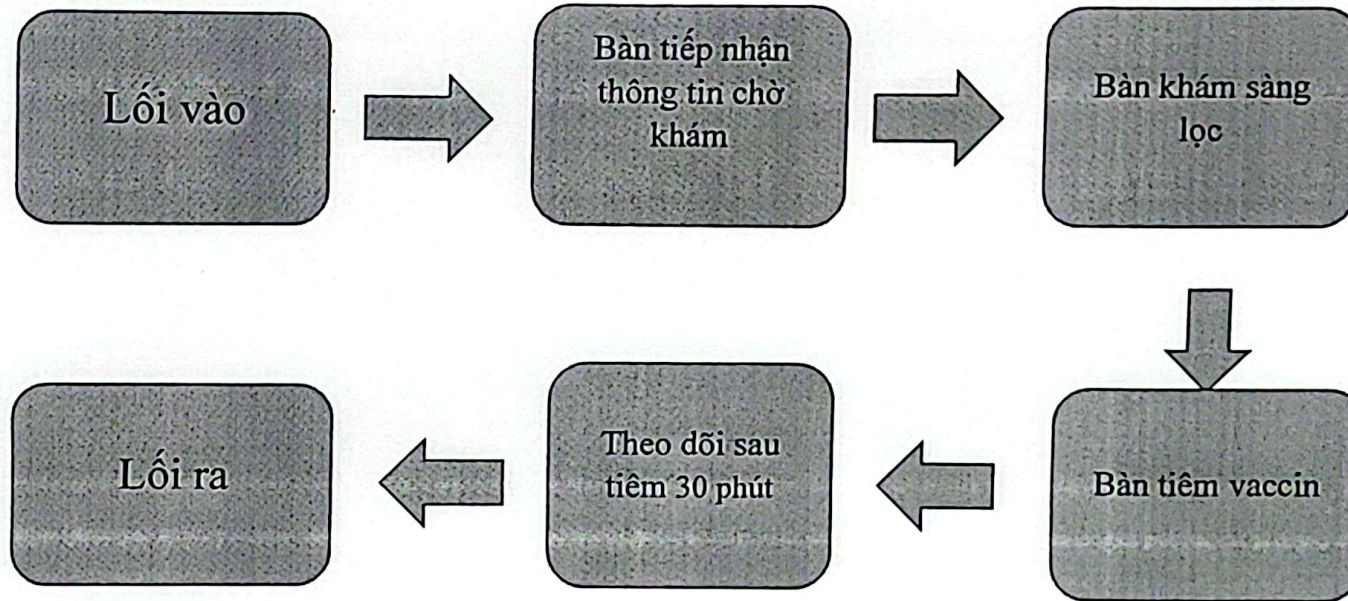 Lối vào
Bàn tiếp nhận
thông tin chờ
khám
Bàn khám sàng
lọc
Bàn tiêm vaccin
Theo dõi sau
tiêm 30 phút
Lối ra